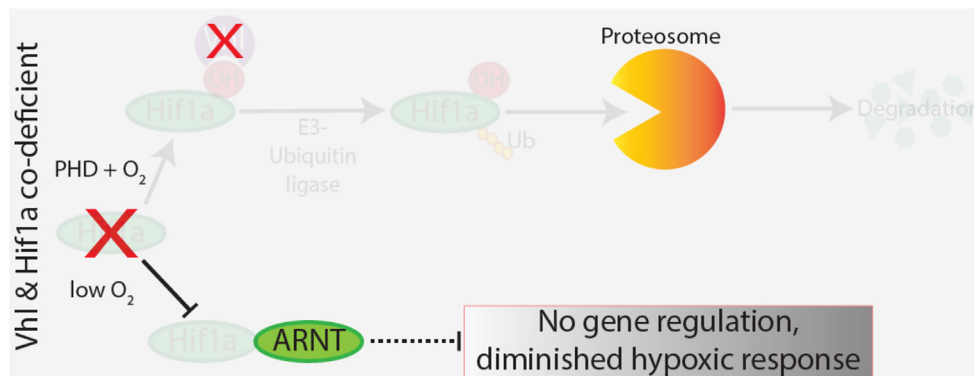 Vhl & Hif1a co-deficient
OH
Hif1a
E3-
Ubiquitin
ligase
OH
Hif1a
Ub
Proteosome
Degradation
PHD + O₂
low O₂
Hif1a
ARNT
No gene regulation,
diminished hypoxic response